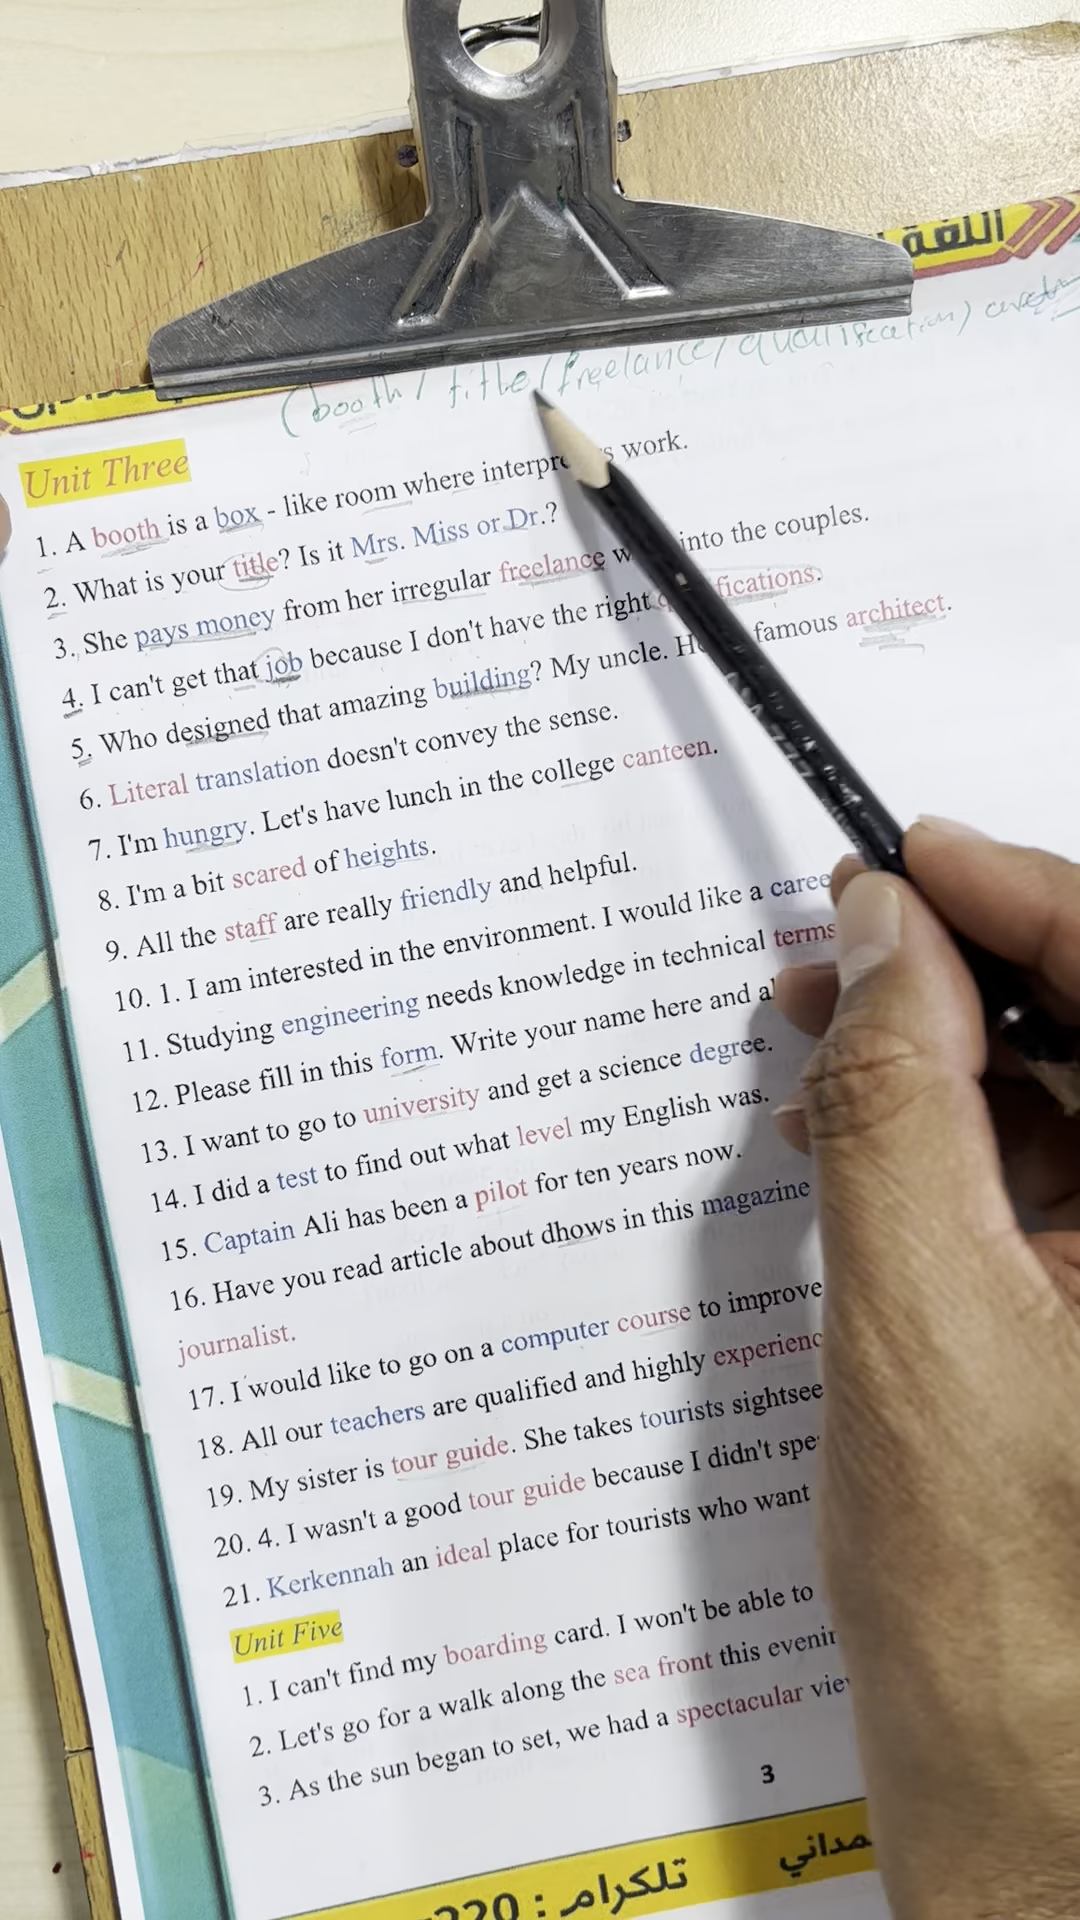 اللغة
(booth / title / freelance / qualification)
Unit Three
1. A booth is a box - like room where interpre s work.
2. What is your title? Is it Mrs. Miss or Dr.?
3. She pays money from her irregular freelance w into the couples.
4. I can't get that job because I don't have the right q fications.
5. Who designed that amazing building? My uncle. He famous architect.
6. Literal translation doesn't convey the sense.
7. I'm hungry. Let's have lunch in the college canteen.
8. I'm a bit scared of heights.
9. All the staff are really friendly and helpful.
10. 1. I am interested in the environment. I would like a caree
11. Studying engineering needs knowledge in technical terms
12. Please fill in this form. Write your name here and al
13. I want to go to university and get a science degree.
14. I did a test to find out what level my English was.
15. Captain Ali has been a pilot for ten years now.
16. Have you read article about dhows in this magazine
journalist.
17. I would like to go on a computer course to improve
18. All our teachers are qualified and highly experienc
19. My sister is tour guide. She takes tourists sightsee
20. 4. I wasn't a good tour guide because I didn't spe
21. Kerkennah an ideal place for tourists who want
Unit Five
1. I can't find my boarding card. I won't be able to
2. Let's go for a walk along the sea front this evenin
3. As the sun began to set, we had a spectacular vie
3
تلكرام : 220